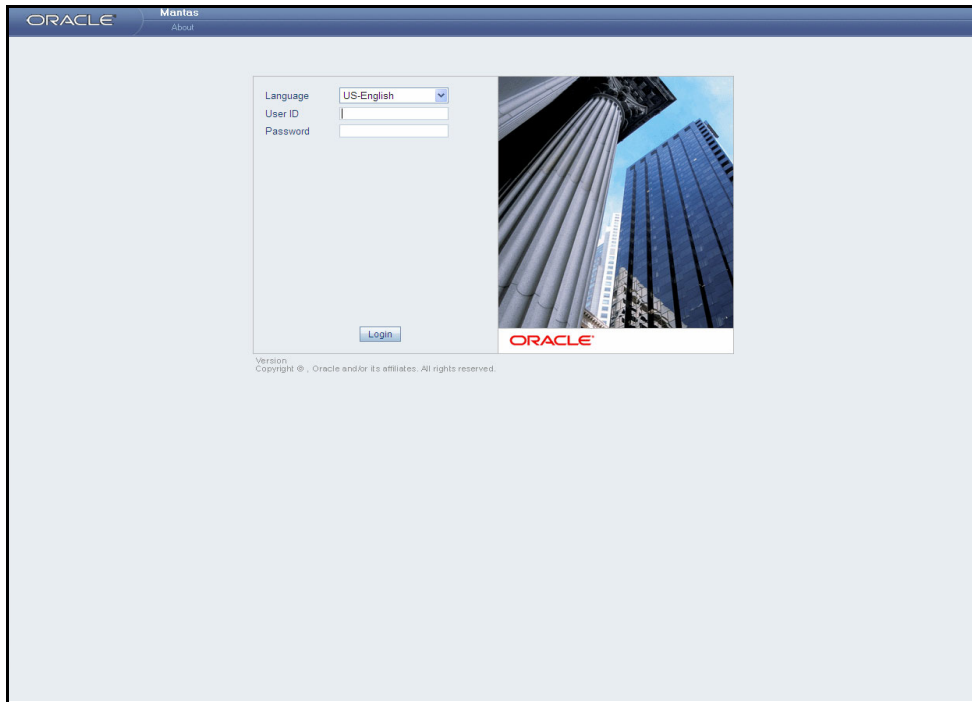 ORACLE
Mantas
About
Language US-English
User ID
Password
Login
ORACLE
Version
Copyright © , Oracle and/or its affiliates. All rights reserved.